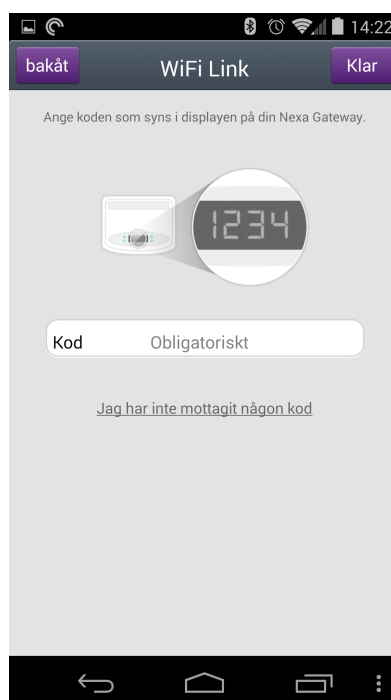 14:22
bakåt
WiFi Link
Klar
Ange koden som syns i displayen på din Nexa Gateway.
1234
Kod
Obligatoriskt
Jag har inte mottagit någon kod